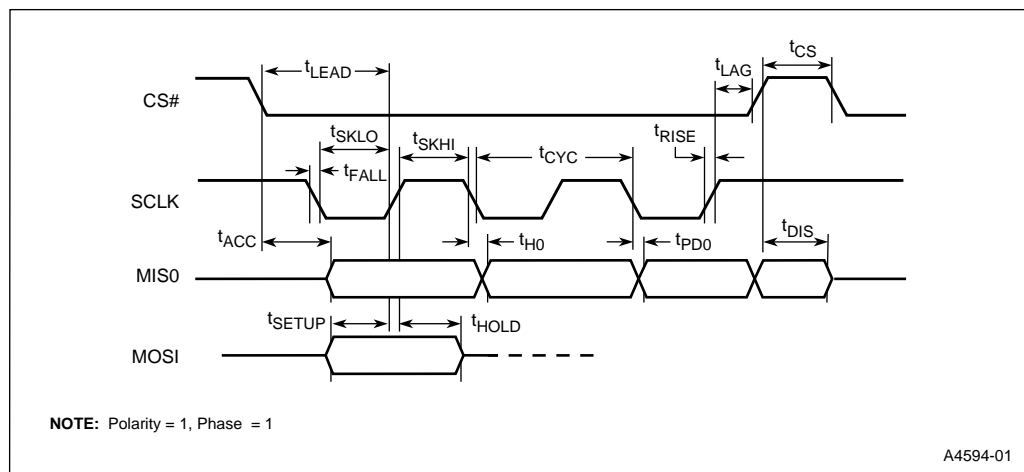 tCS
tLEAD
tLAG
CS#
tSKLO
tSKHI
tCYC
tRISE
tFALL
SCLK
tACC
tH0
tPD0
tDIS
MIS0
tSETUP
tHOLD
MOSI
NOTE: Polarity = 1, Phase = 1
A4594-01